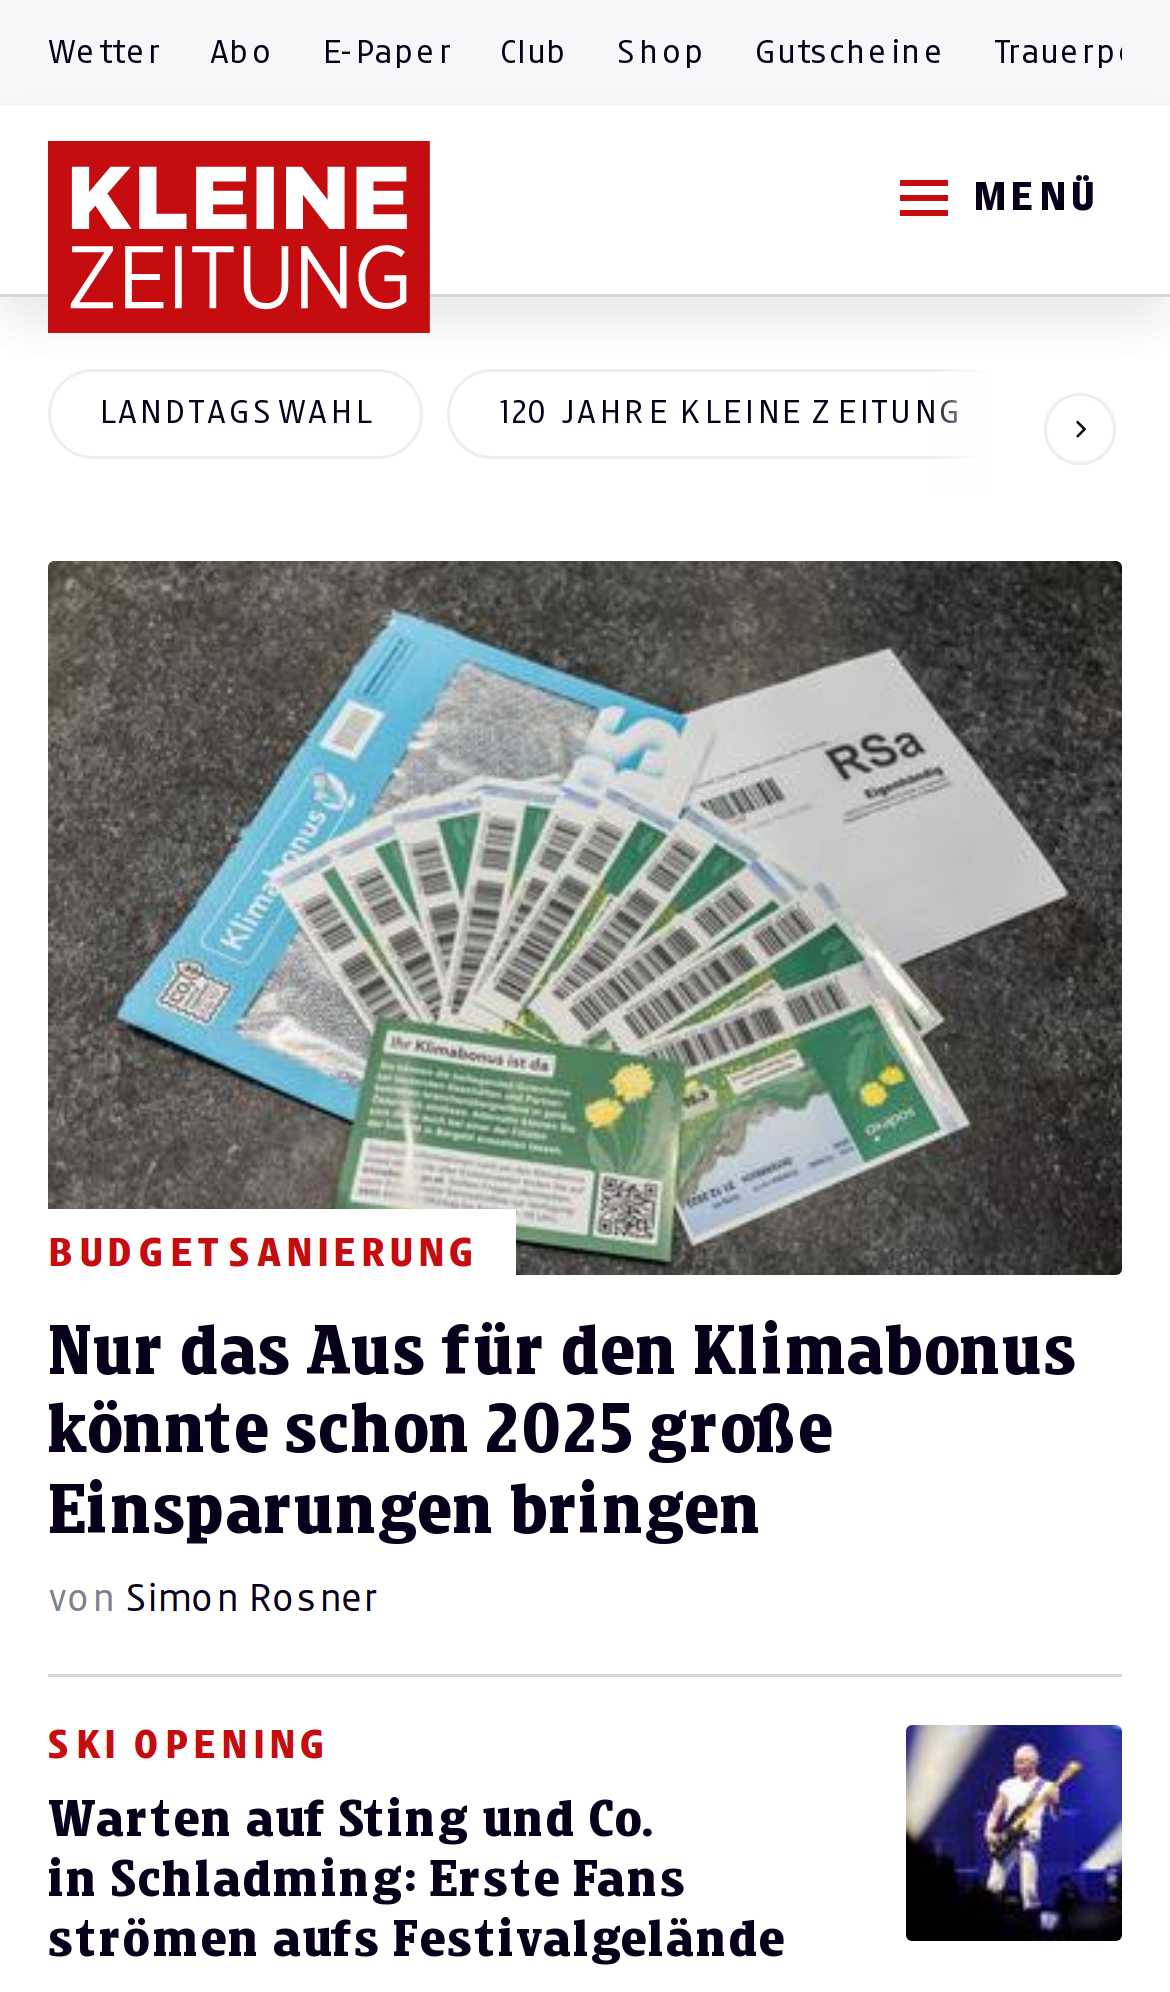 Wetter Abo E-Paper Club Shop Gutscheine
KLEINE
ZEITUNG
MENÜ
LANDTAGSWAHL 120 JAHRE KLEINE ZEITUNG
RSa
Eigenhändig
Klimabonus
Ihr Klimabonus ist da
BUDGETSANIERUNG
Nur das Aus für den Klimabonus
könnte schon 2025 große
Einsparungen bringen
von Simon Rosner
SKI OPENING
Warten auf Sting und Co.
in Schladming: Erste Fans
strömen aufs Festivalgelände